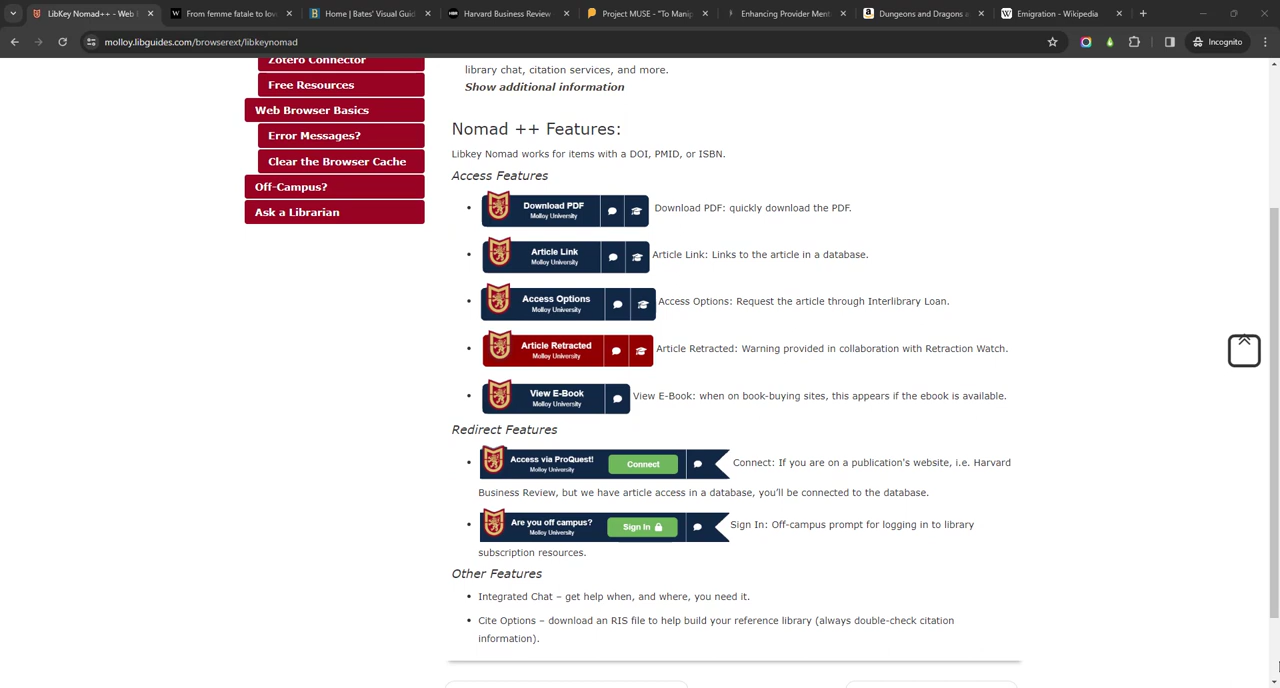 LibKey Nomad++ - Web
From femme fatale to lov
Home | Bates' Visual Guid
Harvard Business Review
Project MUSE - "To Manip
Enhancing Provider Ment
Dungeons and Dragons a
Emigration - Wikipedia
molloy.libguides.com/browserext/libkeynomad
Incognito
Zotero Connector
Free Resources
Web Browser Basics
Error Messages?
Clear the Browser Cache
Off-Campus?
Ask a Librarian
library chat, citation services, and more.
Show additional information
Nomad ++ Features:
Libkey Nomad works for items with a DOI, PMID, or ISBN.
Access Features
Download PDF
Molloy University
Download PDF: quickly download the PDF.
Article Link
Molloy University
Article Link: Links to the article in a database.
Access Options
Molloy University
Access Options: Request the article through Interlibrary Loan.
Article Retracted
Molloy University
Article Retracted: Warning provided in collaboration with Retraction Watch.
View E-Book
Molloy University
View E-Book: when on book-buying sites, this appears if the ebook is available.
Redirect Features
Access via ProQuest!
Molloy University
Connect
Connect: If you are on a publication's website, i.e. Harvard
Business Review, but we have article access in a database, you'll be connected to the database.
Are you off campus?
Molloy University
Sign In
Sign In: Off-campus prompt for logging in to library
subscription resources.
Other Features
Integrated Chat – get help when, and where, you need it.
Cite Options – download an RIS file to help build your reference library (always double-check citation
information).